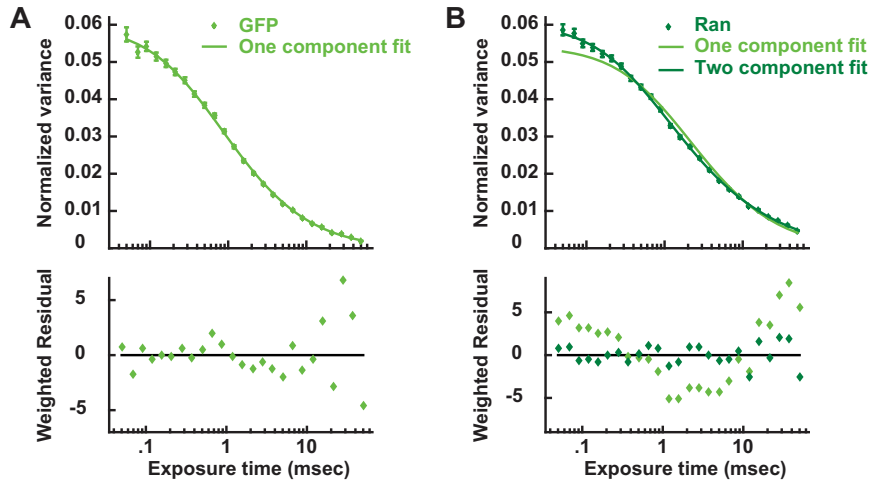 A
GFP
One component fit
Normalized variance
0.06
0.05
0.04
0.03
0.02
0.01
0
Weighted Residual
5
0
-5
.1
1
10
Exposure time (msec)
B
Ran
One component fit
Two component fit
Normalized variance
0.06
0.05
0.04
0.03
0.02
0.01
0
Weighted Residual
5
0
-5
.1
1
10
Exposure time (msec)